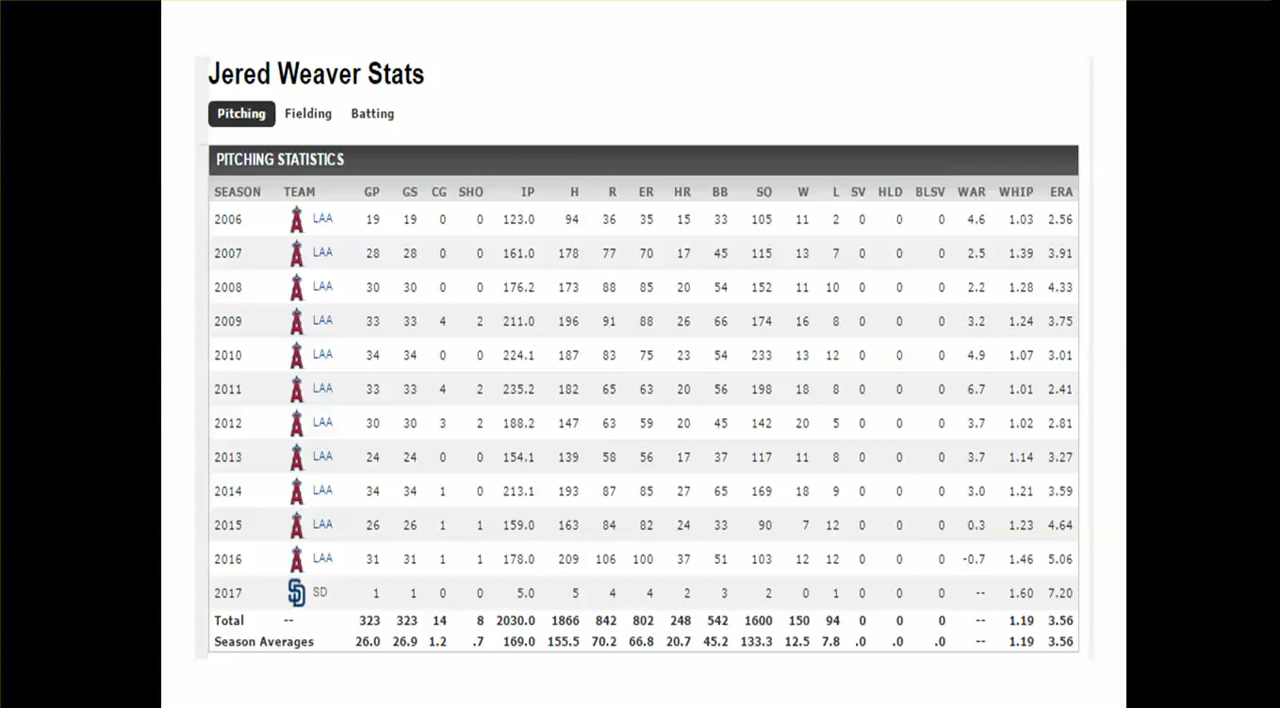 Jered Weaver Stats
Pitching Fielding Batting
PITCHING STATISTICS
SEASON TEAM GP GS CG SHO IP H R ER HR BB SO W L SV HLD BLSV WAR WHIP ERA
2006 LAA 19 19 0 0 123.0 94 36 35 15 33 105 11 2 0 0 0 4.6 1.03 2.56
2007 LAA 28 28 0 0 161.0 178 77 70 17 45 115 13 7 0 0 0 2.5 1.39 3.91
2008 LAA 30 30 0 0 176.2 173 88 85 20 54 152 11 10 0 0 0 2.2 1.28 4.33
2009 LAA 33 33 4 2 211.0 196 91 88 26 66 174 16 8 0 0 0 3.2 1.24 3.75
2010 LAA 34 34 0 0 224.1 187 83 75 23 54 233 13 12 0 0 0 4.9 1.07 3.01
2011 LAA 33 33 4 2 235.2 182 65 63 20 56 198 18 8 0 0 0 6.7 1.01 2.41
2012 LAA 30 30 3 2 188.2 147 63 59 20 45 142 20 5 0 0 0 3.7 1.02 2.81
2013 LAA 24 24 0 0 154.1 139 58 56 17 37 117 11 8 0 0 0 3.7 1.14 3.27
2014 LAA 34 34 1 0 213.1 193 87 85 27 65 169 18 9 0 0 0 3.0 1.21 3.59
2015 LAA 26 26 1 1 159.0 163 84 82 24 33 90 7 12 0 0 0 0.3 1.23 4.64
2016 LAA 31 31 1 1 178.0 209 106 100 37 51 103 12 12 0 0 0 -0.7 1.46 5.06
2017 SD 1 1 0 0 5.0 5 4 4 2 3 2 0 1 0 0 0 -- 1.60 7.20
Total -- 323 323 14 8 2030.0 1866 842 802 248 542 1600 150 94 0 0 0 -- 1.19 3.56
Season Averages 26.0 26.9 1.2 .7 169.0 155.5 70.2 66.8 20.7 45.2 133.3 12.5 7.8 .0 .0 .0 -- 1.19 3.56